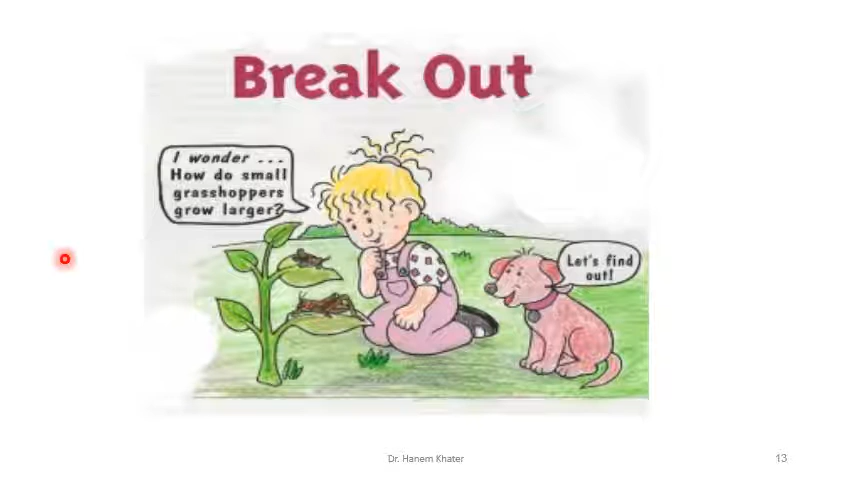 Break Out
I wonder ...
How do small
grasshoppers
grow larger?
Let's find
out!
Dr. Hanem Khater
13